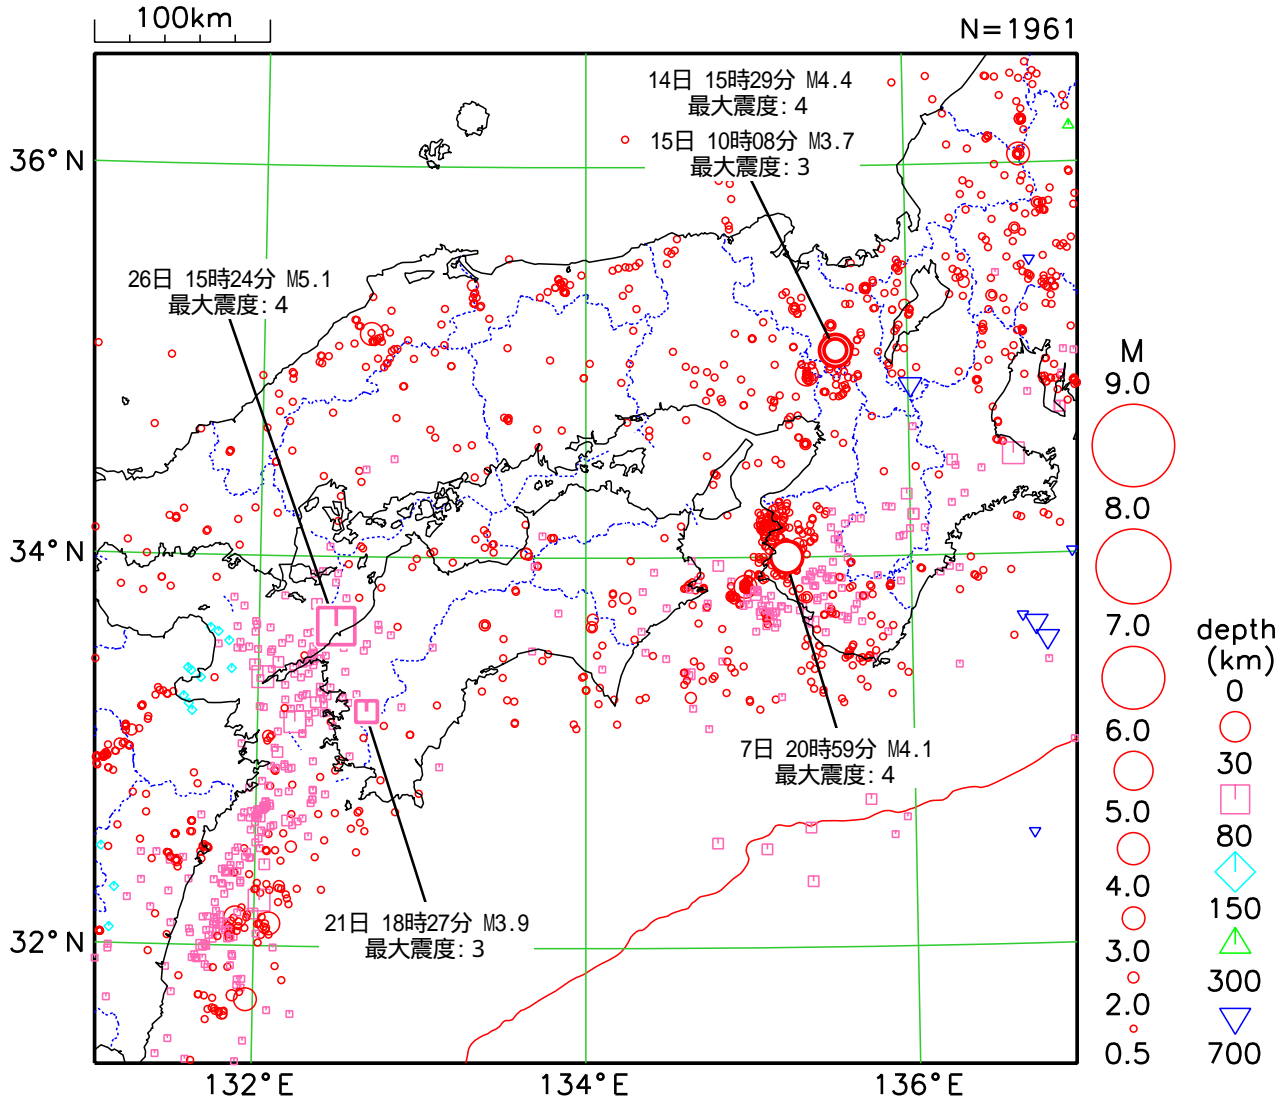 100km
N=1961
14日 15時29分 M4.4
最大震度: 4
15日 10時08分 M3.7
最大震度: 3
36°N
26日 15時24分 M5.1
最大震度: 4
M
9.0
8.0
34°N
7.0
depth
(km)
0
6.0
7日 20時59分 M4.1
最大震度: 4
30
5.0
80
4.0
150
21日 18時27分 M3.9
最大震度: 3
32°N
3.0
300
2.0
0.5
700
132°E
134°E
136°E